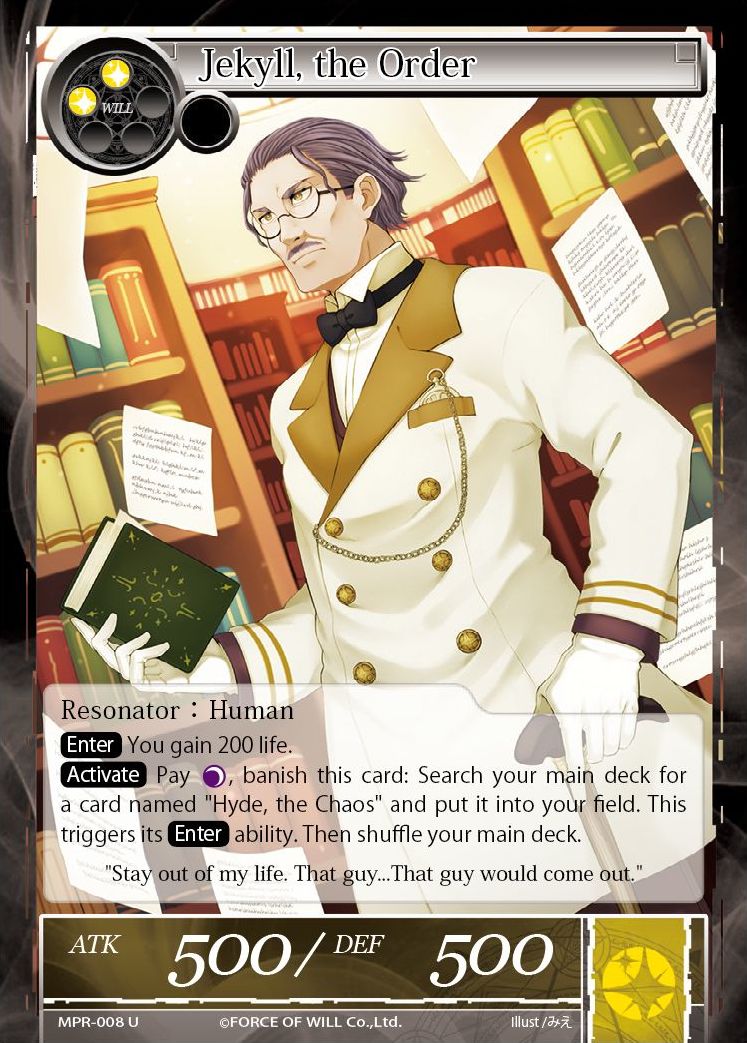 Jekyll, the Order
WILL
Resonator : Human
Enter You gain 200 life.
Activate Pay , banish this card: Search your main deck for
a card named "Hyde, the Chaos" and put it into your field. This
triggers its Enter ability. Then shuffle your main deck.
"Stay out of my life. That guy...That guy would come out."
ATK 500 / DEF 500
MPR-008 U ©FORCE OF WILL Co.,Ltd. Illust /みえ